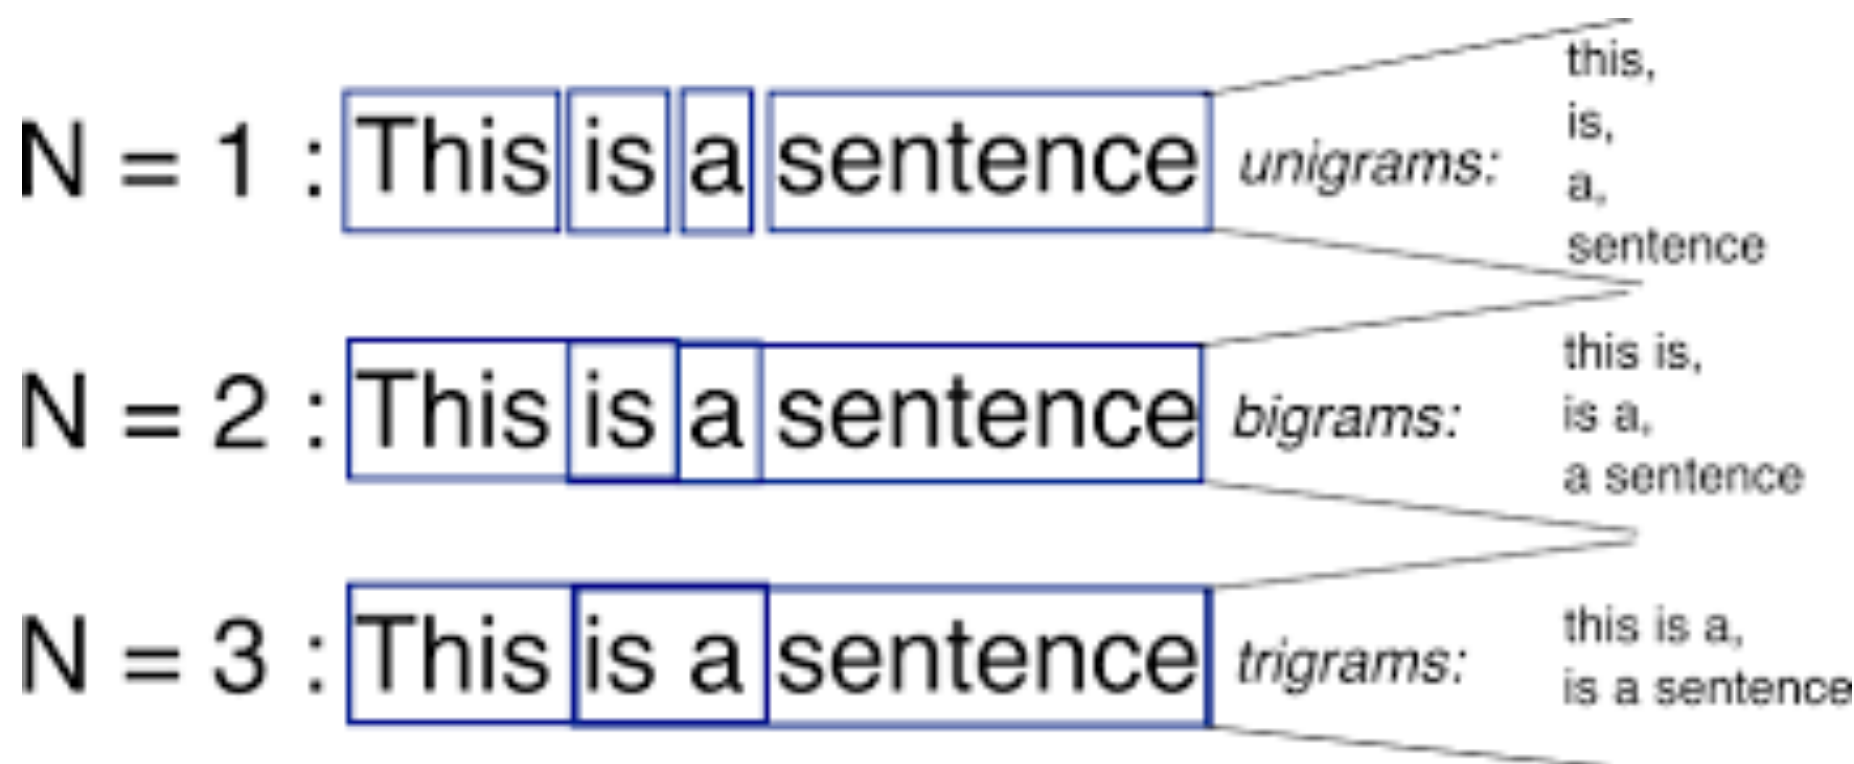 N = 1 : This is a sentence unigrams:
this,
is,
a,
sentence
N = 2 : This is a sentence bigrams:
this is,
is a,
a sentence
N = 3 : This is a sentence trigrams:
this is a,
is a sentence